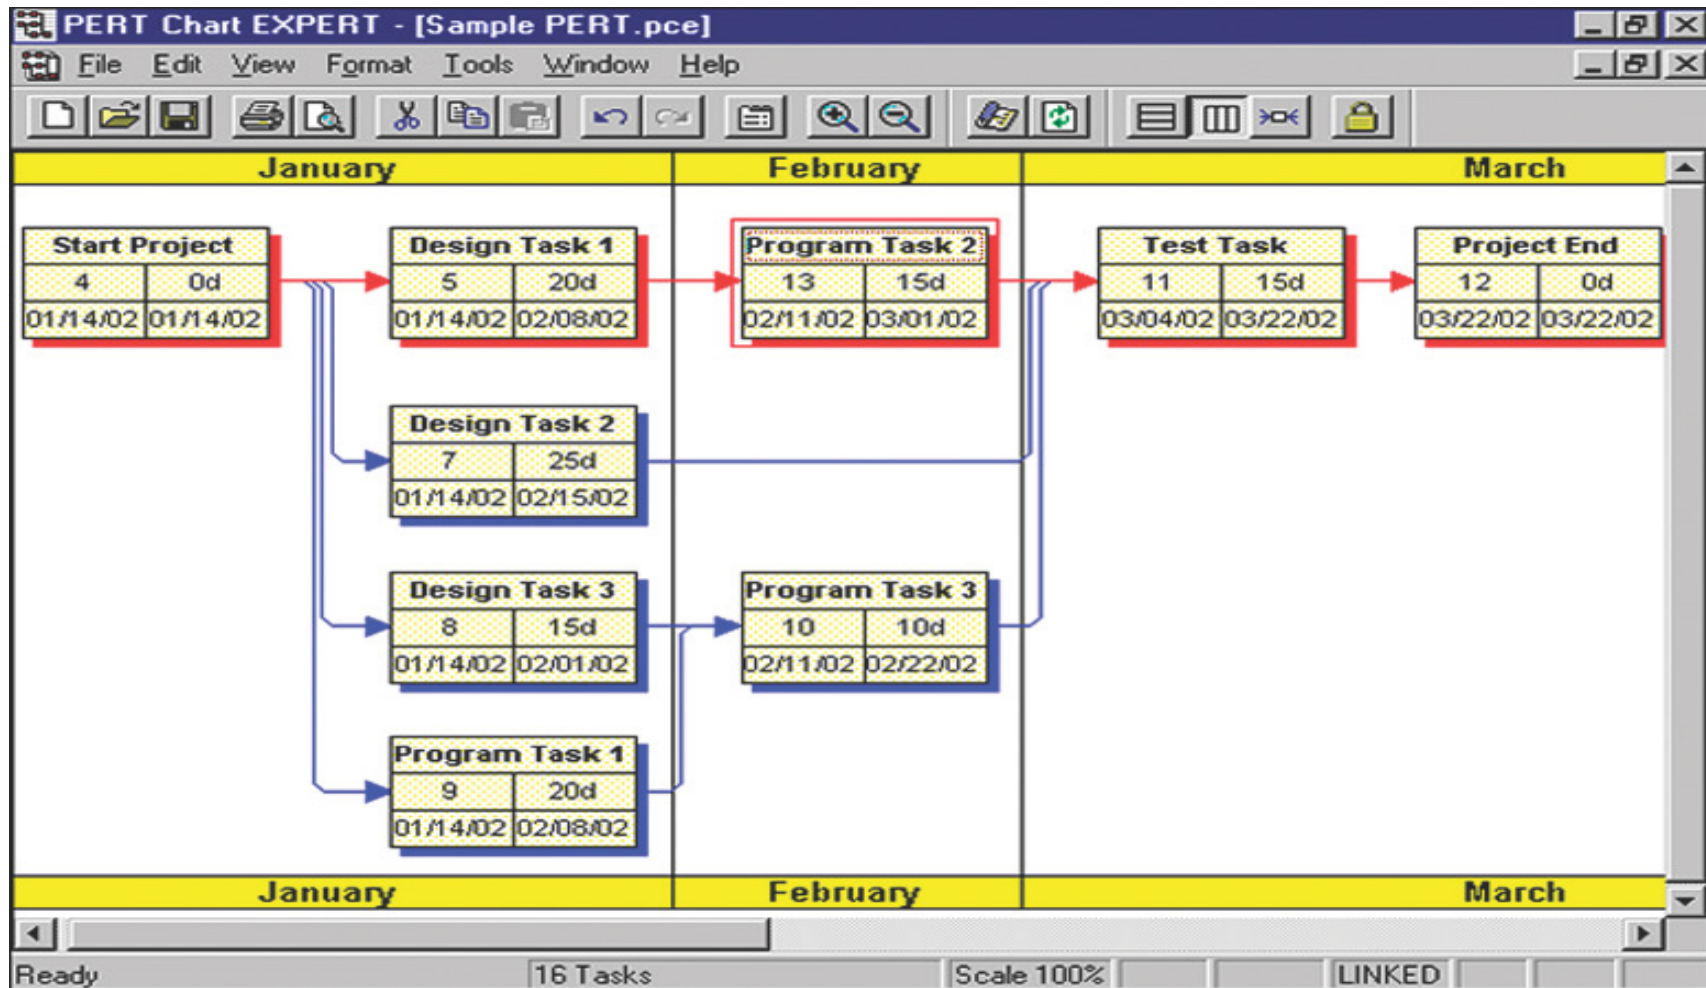 PERT Chart EXPERT - [Sample PERT.pce]
File Edit View Format Tools Window Help
January February March
Start Project
4 0d
01/14/02 01/14/02
Design Task 1
5 20d
01/14/02 02/08/02
Program Task 2
13 15d
02/11/02 03/01/02
Test Task
11 15d
03/04/02 03/22/02
Project End
12 0d
03/22/02 03/22/02
Design Task 2
7 25d
01/14/02 02/15/02
Design Task 3
8 15d
01/14/02 02/01/02
Program Task 3
10 10d
02/11/02 02/22/02
Program Task 1
9 20d
01/14/02 02/08/02
January February March
Ready 16 Tasks Scale 100% LINKED